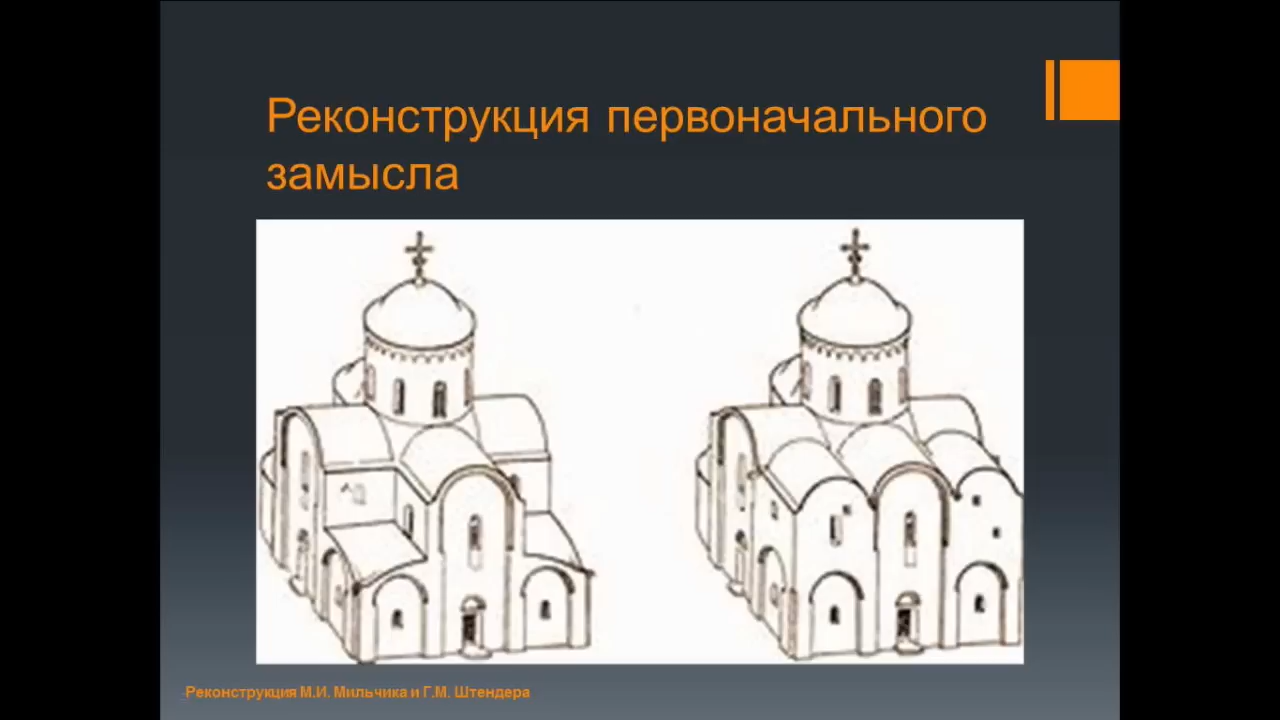 Реконструкция первоначального
замысла
Реконструкция М.И. Мильчика и Г.М. Штендера